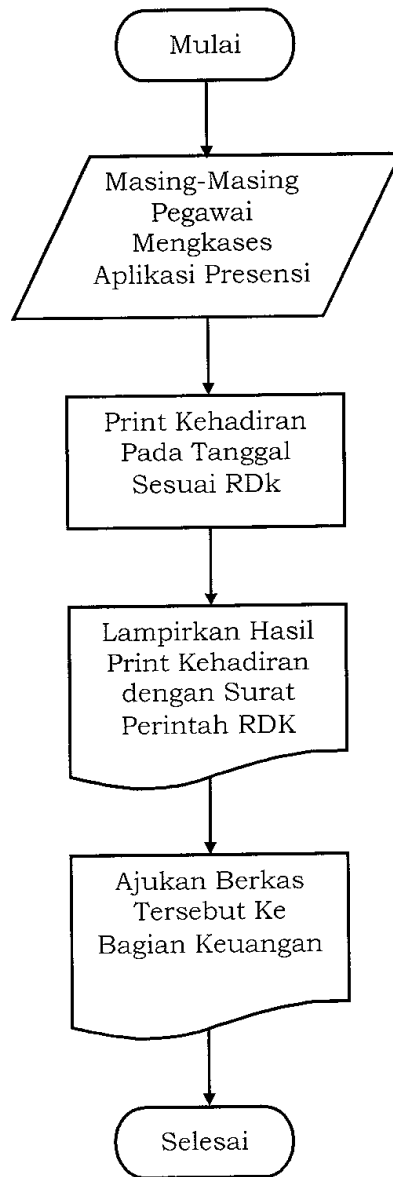 Mulai
Masing-Masing
Pegawai
Mengkases
Aplikasi Presensi
Print Kehadiran
Pada Tanggal
Sesuai RDk
Lampirkan Hasil
Print Kehadiran
dengan Surat
Perintah RDK
Ajukan Berkas
Tersebut Ke
Bagian Keuangan
Selesai